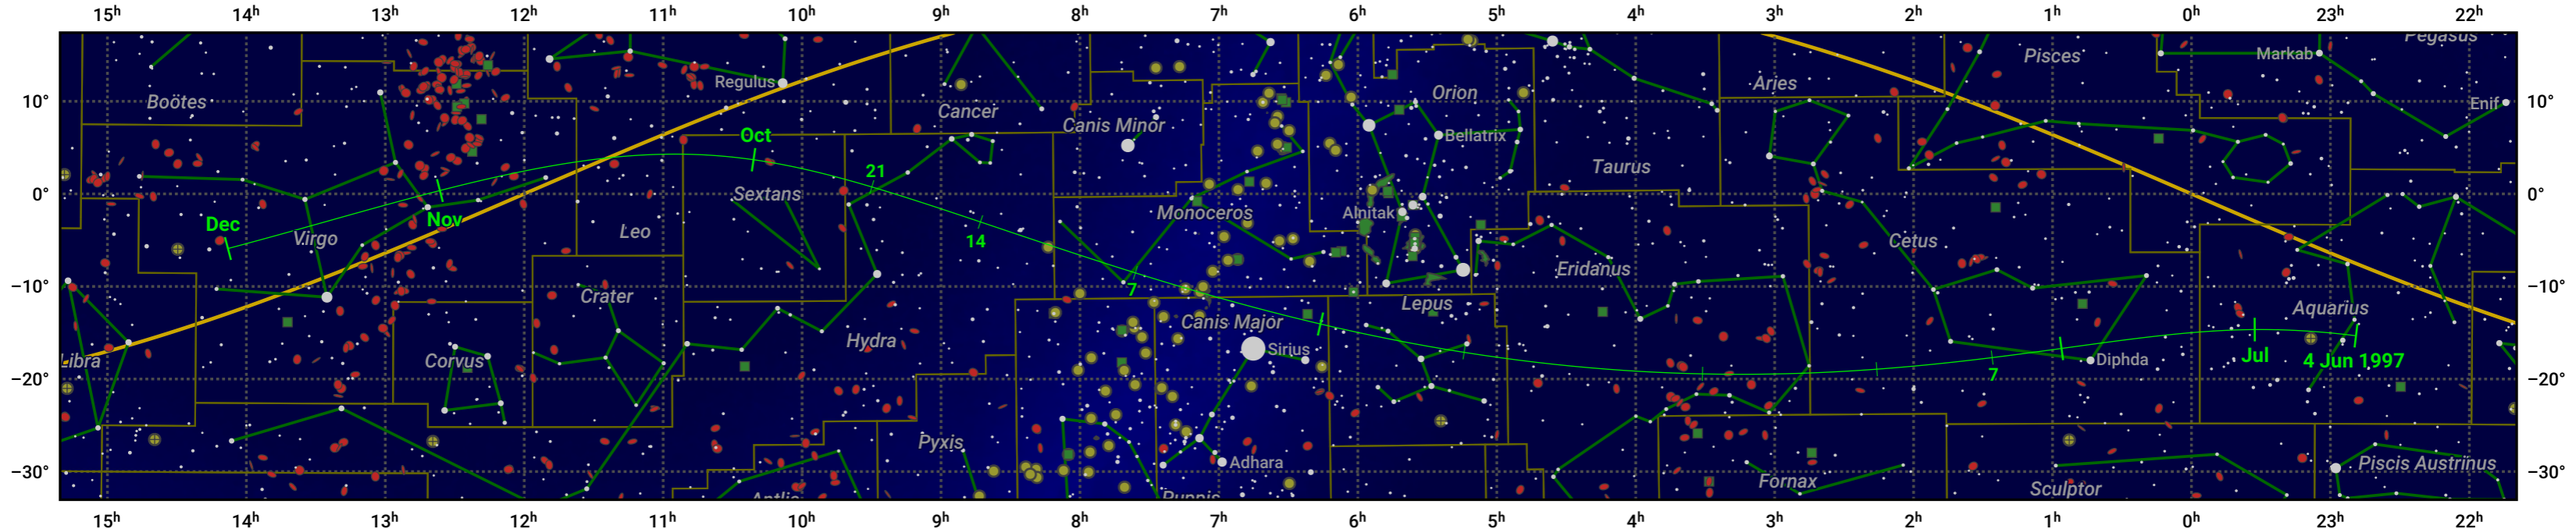 15h 14h 13h 12h 11h 10h 9h 8h 7h 6h 5h 4h 3h 2h 1h 0h 23h 22h
Pegasus
Pisces
Markab
Regulus
Aries
Cancer
Orion
Boötes
10° 10°
Enif
Canis Minor
Oct
Bellatrix
Taurus
21
0° 0°
Sextans
Alnitak
Monoceros
Nov
Dec
Leo
Virgo
14
Cetus
Eridanus
−10° −10°
7
Crater
Lepus
Aquarius
Canis Major
Hydra
Sirius
Jul
Libra
Corvus
Diphda
4 Jun 1997
7
−20° −20°
Pyxis
Adhara
Piscis Austrinus
−30° −30°
Fornax
Sculptor
Antlia
Puppis
15h 14h 13h 12h 11h 10h 9h 8h 7h 6h 5h 4h 3h 2h 1h 0h 23h 22h